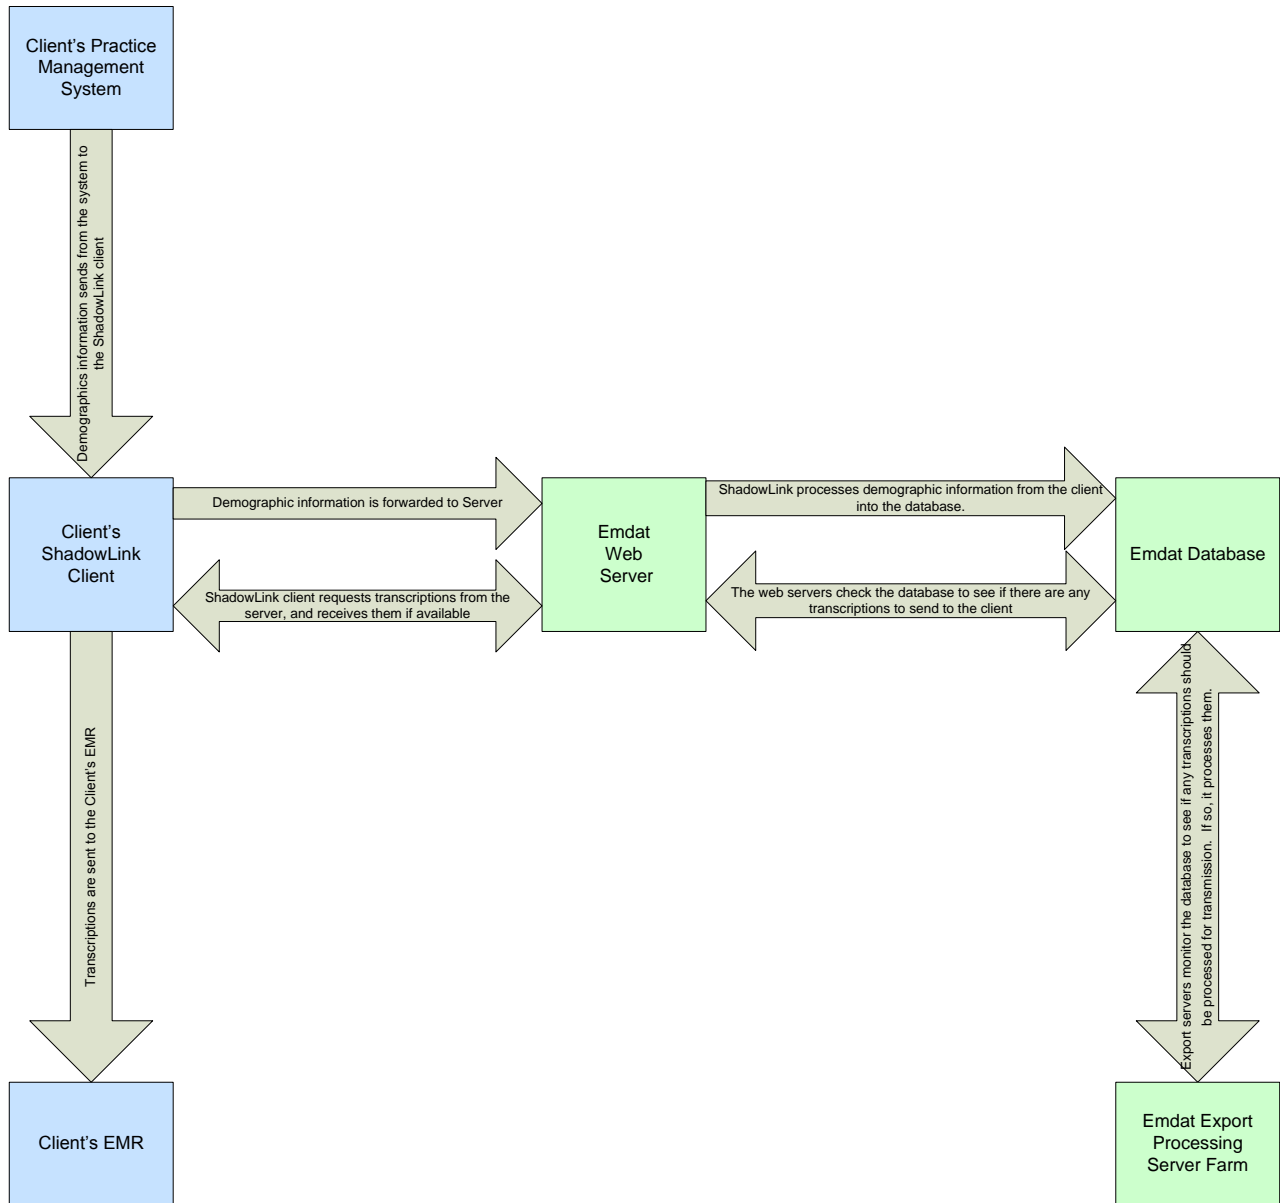 Client's Practice
Management
System
Demographics information sends from the system to
the ShadowLink client
Client's
ShadowLink
Client
Demographic information is forwarded to Server
ShadowLink client requests transcriptions from the
server, and receives them if available
Emdat
Web
Server
ShadowLink processes demographic information from the client
into the database.
The web servers check the database to see if there are any
transcriptions to send to the client
Emdat Database
Transcriptions are sent to the Client's EMR
Export servers monitor the database to see if any transcriptions should
be processed for transmission.  If so, it processes them.
Client's EMR
Emdat Export
Processing
Server Farm